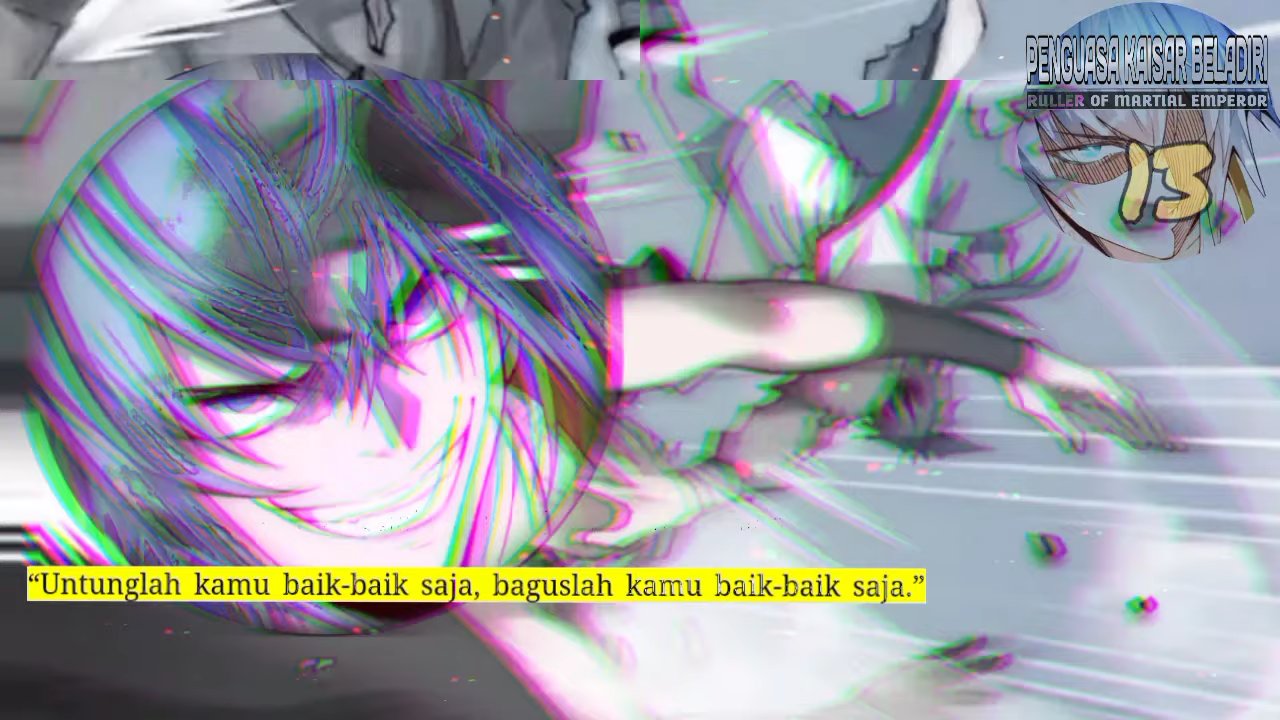 PENGUASA KAISAR BELADIRI
RULLER OF MARTIAL EMPEROR
13
“Untunglah kamu baik-baik saja, baguslah kamu baik-baik saja.”